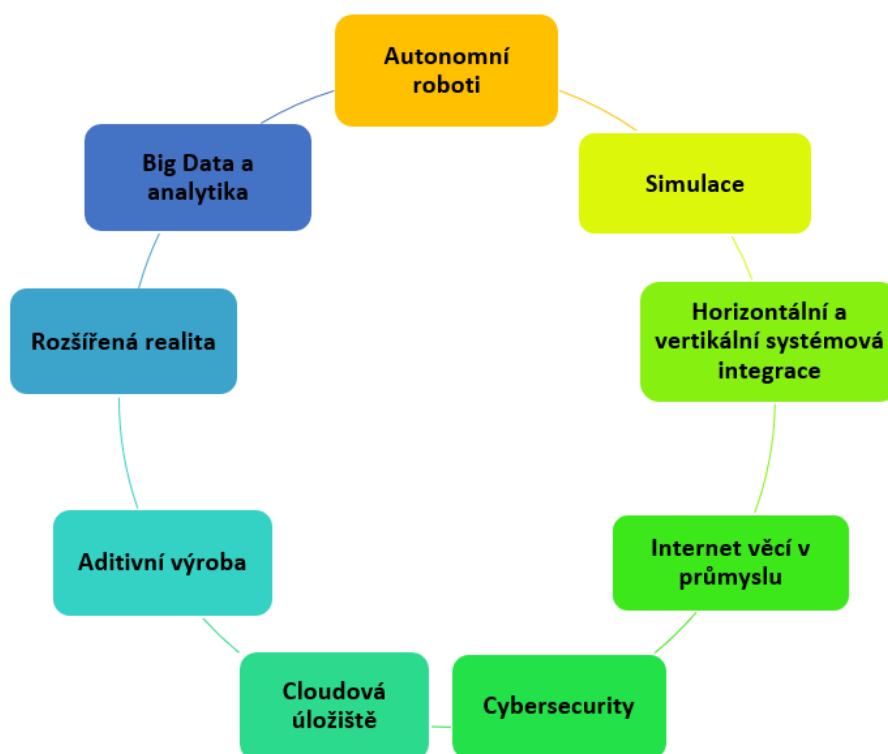 Autonomní
roboti
Simulace
Horizontální a
vertikální systémová
integrace
Internet věcí v
průmyslu
Cybersecurity
Cloudová
úložiště
Aditivní výroba
Rozšířená realita
Big Data a
analytika